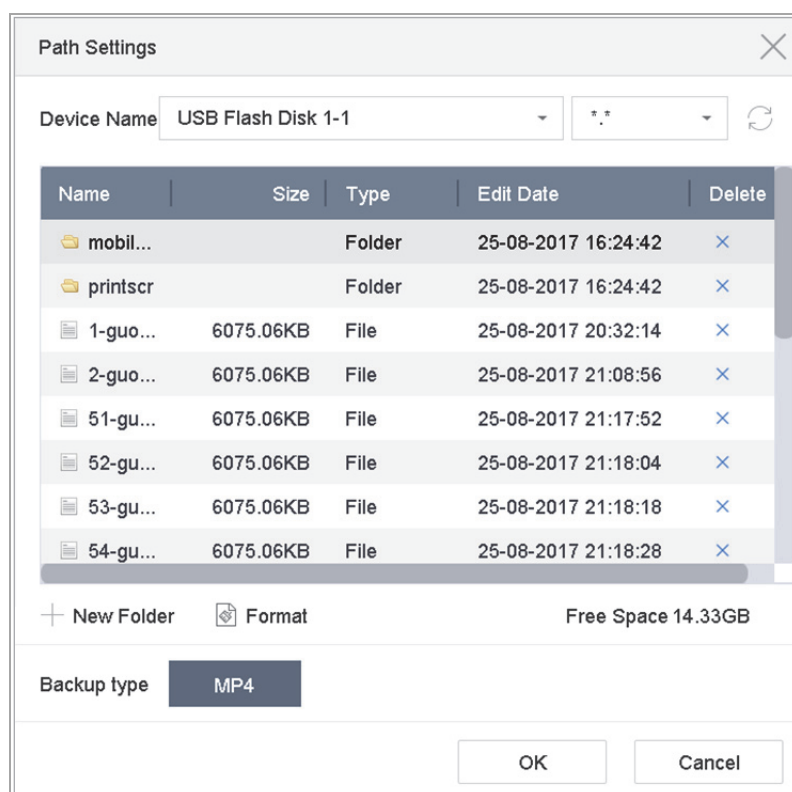 Path Settings
Device Name USB Flash Disk 1-1 *.*
Name Size Type Edit Date Delete
mobil... Folder 25-08-2017 16:24:42
printscr Folder 25-08-2017 16:24:42
1-guo... 6075.06KB File 25-08-2017 20:32:14
2-guo... 6075.06KB File 25-08-2017 21:08:56
51-gu... 6075.06KB File 25-08-2017 21:17:52
52-gu... 6075.06KB File 25-08-2017 21:18:04
53-gu... 6075.06KB File 25-08-2017 21:18:18
54-gu... 6075.06KB File 25-08-2017 21:18:28
New Folder Format Free Space 14.33GB
Backup type MP4
OK Cancel